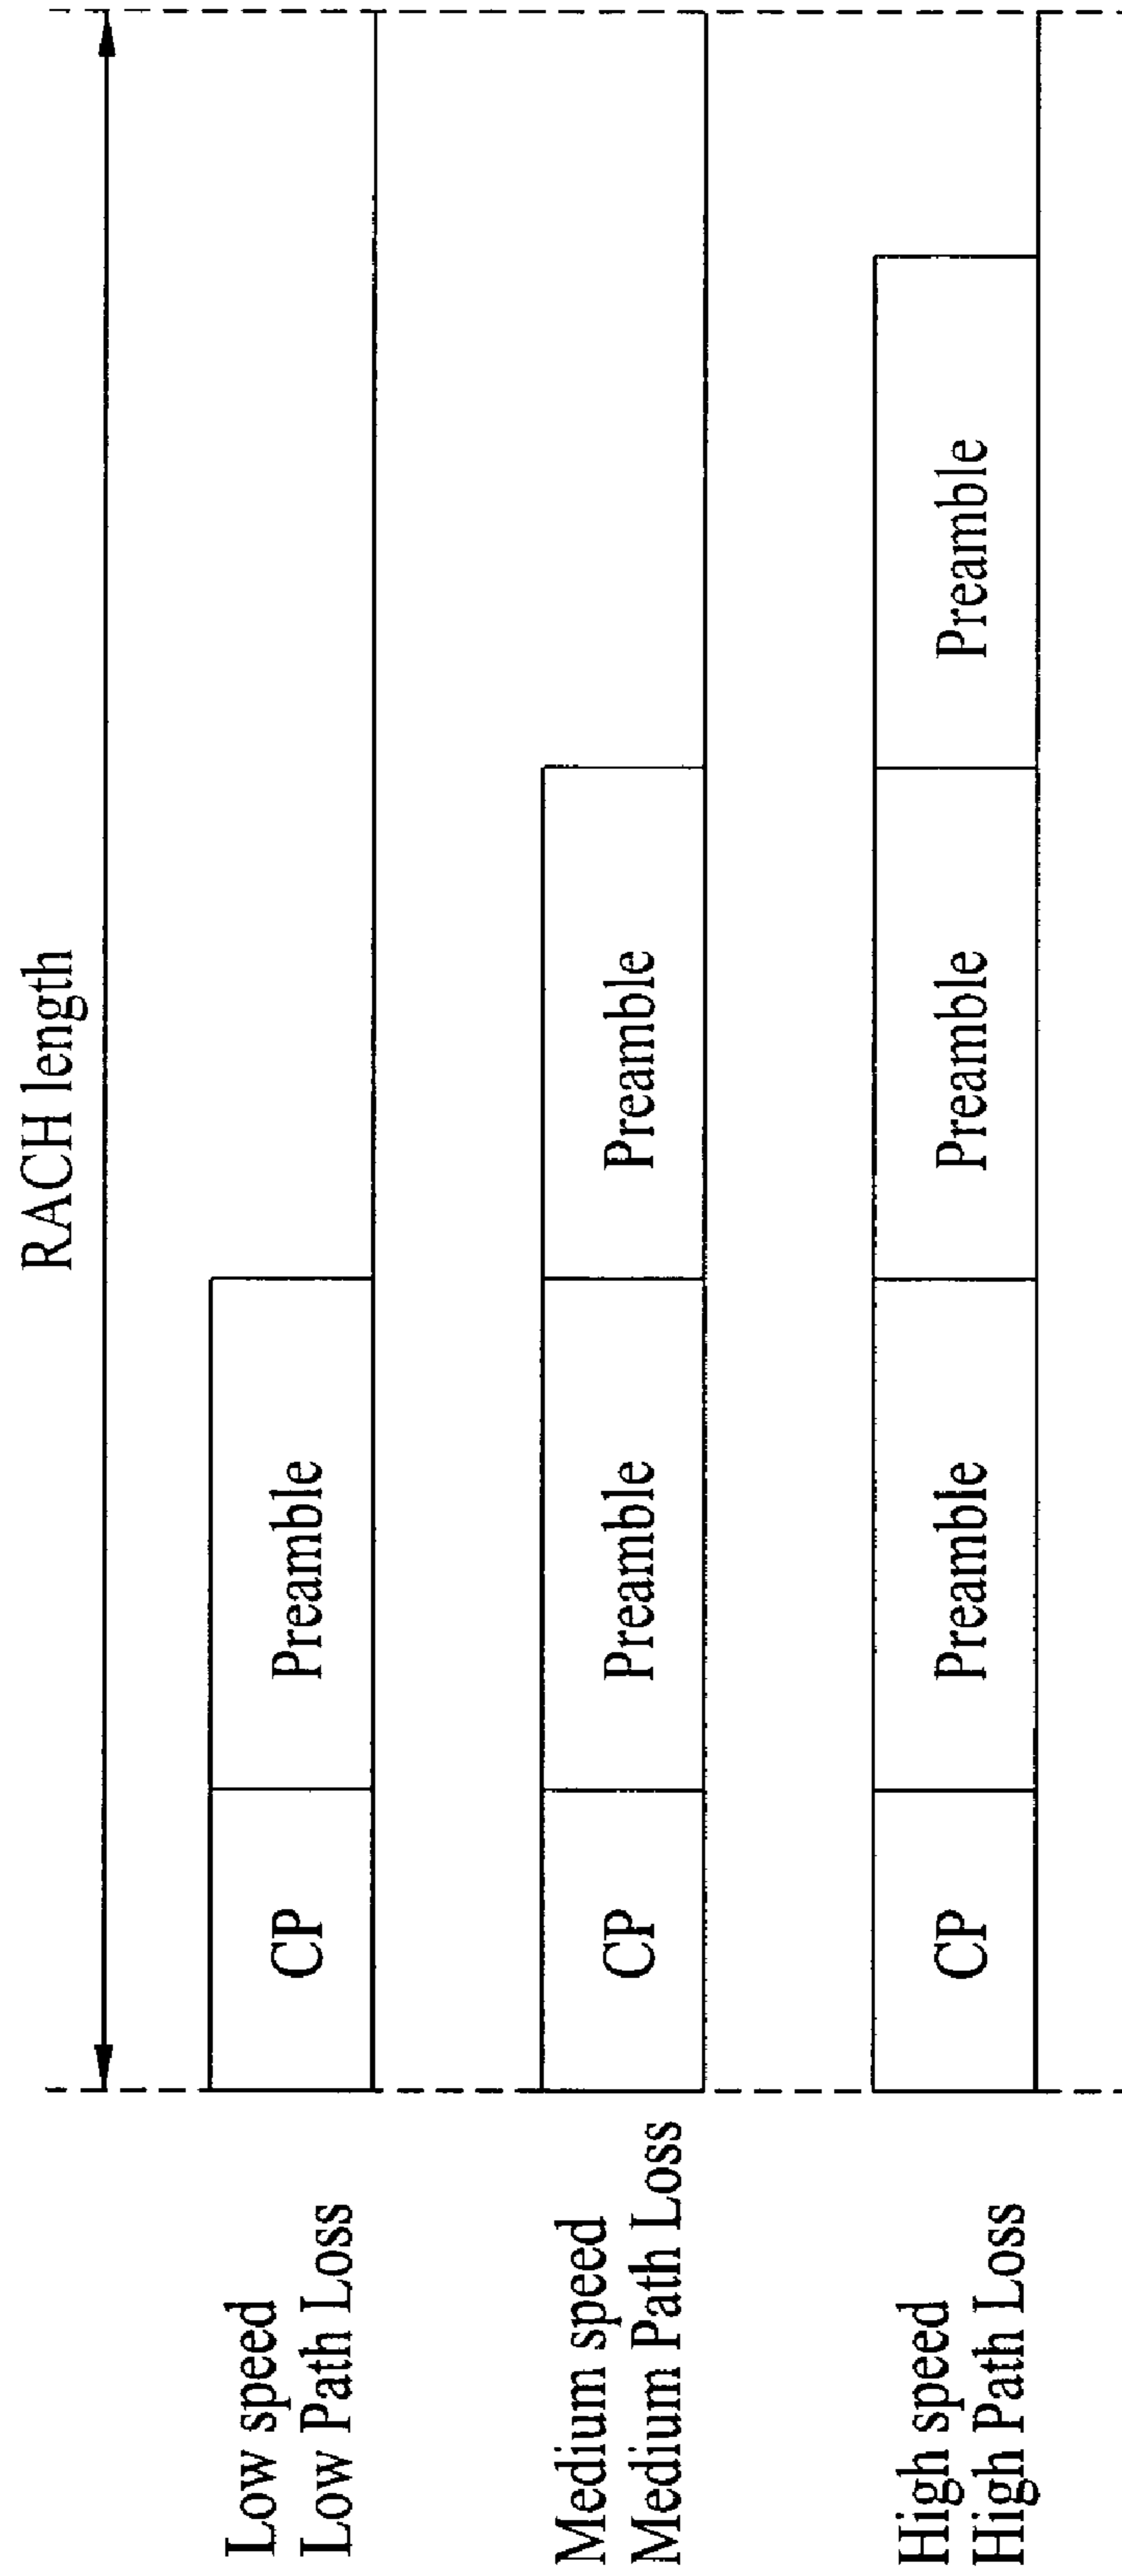 RACH length
Low speed
Low Path Loss
CP
Preamble
Medium speed
Medium Path Loss
CP
Preamble
Preamble
High speed
High Path Loss
CP
Preamble
Preamble
Preamble